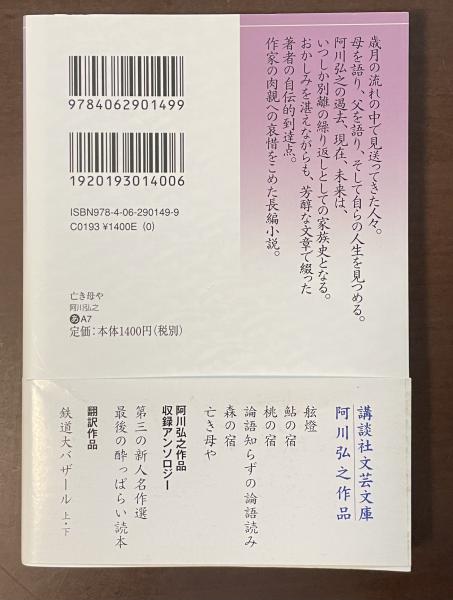 歳月の流れの中で見送ってきた人々。
母を語り、父を語り、そして自らの人生を見つめる。
阿川弘之の過去、現在、未来は、
いつしか別離の繰り返しとしての家族史となる。
おかしみを湛えながらも、芳醇な文章で綴った
著者の自伝的到達点。
作家の肉親への哀惜をこめた長編小説。
9784062901499
1920193014006
ISBN978-4-06-290149-9
C0193 ¥1400E (0)
亡き母や
阿川弘之
あA7
定価:本体1400円(税別)
講談社文芸文庫
阿川弘之作品
舷燈
鮎の宿
桃の宿
論語知らずの論語読み
森の宿
亡き母や
阿川弘之作品
収録アンソロジー
第三の新人名作選
最後の酔っぱらい読本
翻訳作品
鉄道大バザール 上・下